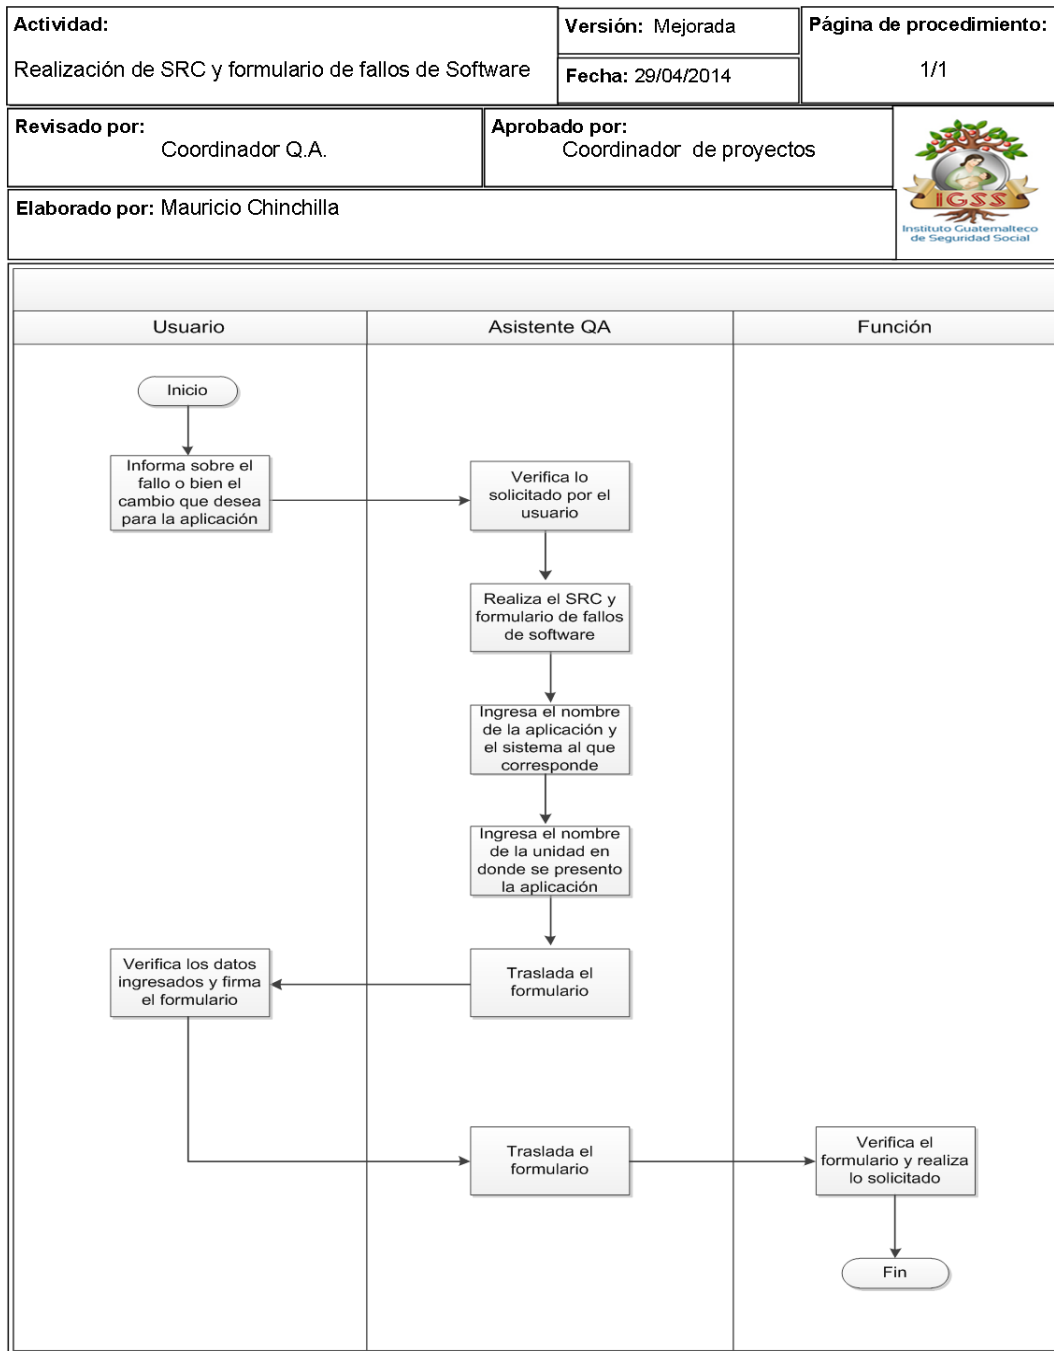 Actividad:
Realización de SRC y formulario de fallos de Software
Versión: Mejorada
Fecha: 29/04/2014
Página de procedimiento:
1/1
Revisado por:
Coordinador Q.A.
Aprobado por:
Coordinador de proyectos
Elaborado por: Mauricio Chinchilla
IGSS
Instituto Guatemalteco
de Seguridad Social
Usuario
Asistente QA
Función
Inicio
Informa sobre el
fallo o bien el
cambio que desea
para la aplicación
Verifica lo
solicitado por el
usuario
Realiza el SRC y
formulario de fallos
de software
Ingresa el nombre
de la aplicación y
el sistema al que
corresponde
Ingresa el nombre
de la unidad en
donde se presento
la aplicación
Verifica los datos
ingresados y firma
el formulario
Traslada el
formulario
Traslada el
formulario
Verifica el
formulario y realiza
lo solicitado
Fin